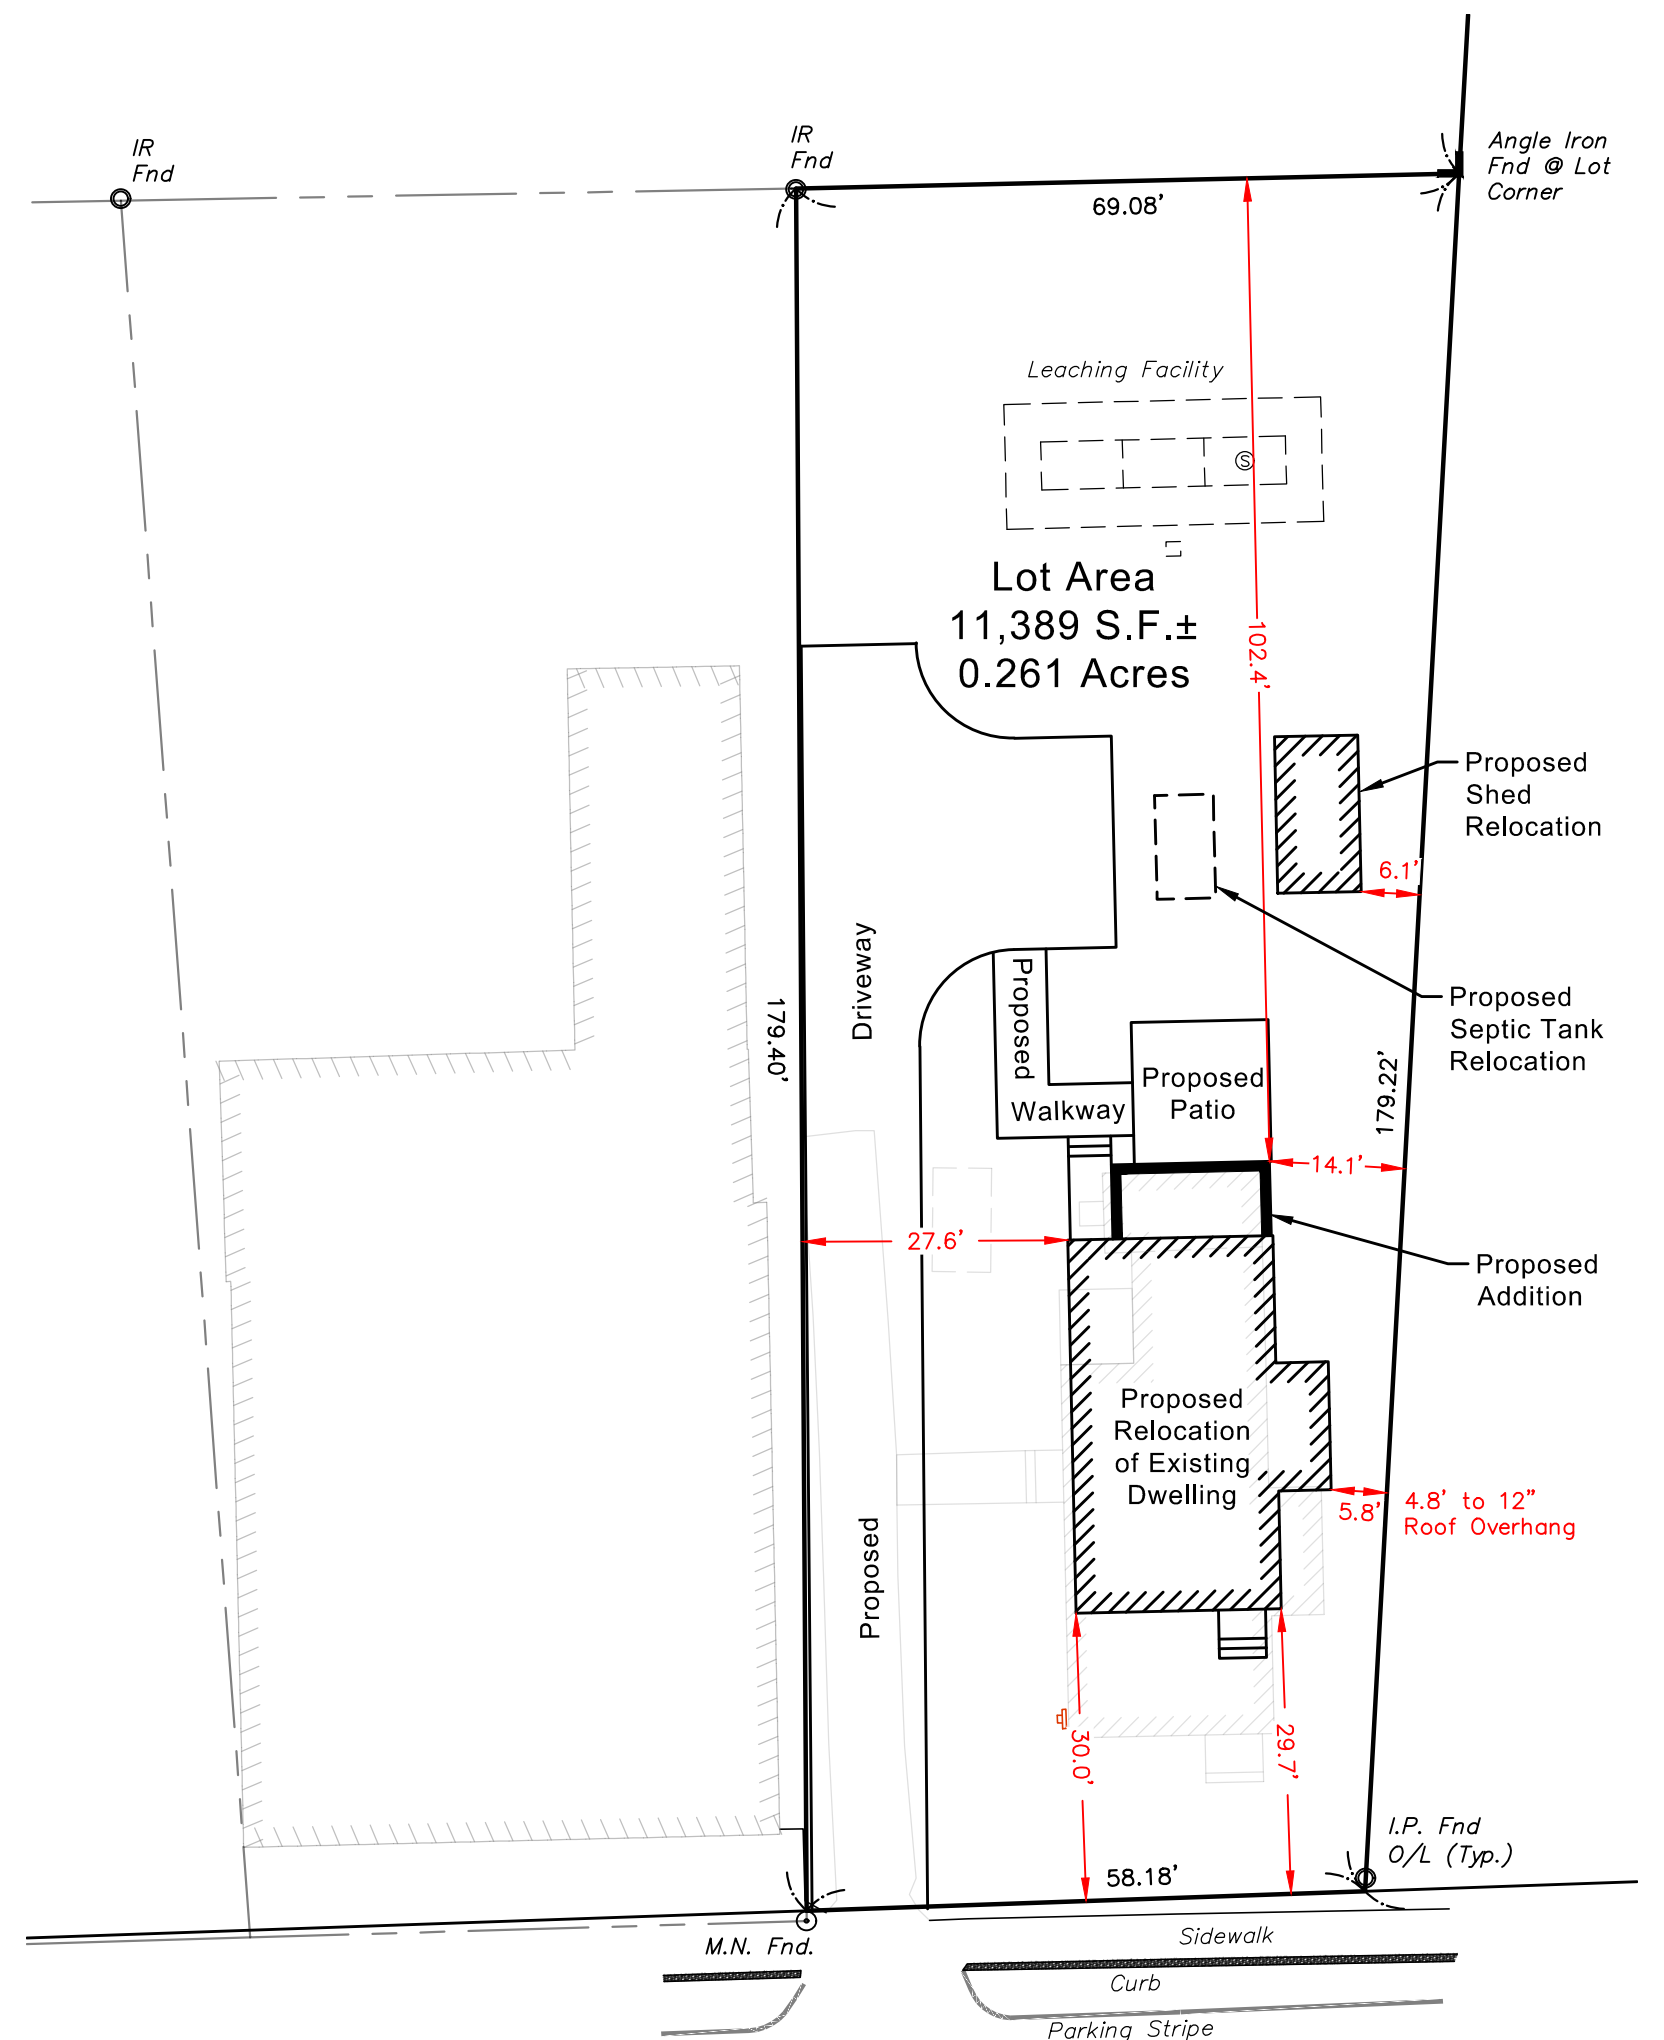 IR
Fnd
IR
Fnd
Angle Iron
Fnd @ Lot
Corner
69.08'
Leaching Facility
S
Lot Area
11,389 S.F.±
0.261 Acres
102.4'
Proposed
Shed
Relocation
6.1'
Driveway
Proposed
Walkway
Proposed
Septic Tank
Relocation
179.40'
179.22'
Proposed
Patio
14.1'
27.6'
Proposed
Addition
Proposed
Relocation
of Existing
Dwelling
5.8'
4.8' to 12"
Roof Overhang
Proposed
30.0'
29.7'
I.P. Fnd
O/L (Typ.)
58.18'
M.N. Fnd.
Sidewalk
Curb
Parking Stripe